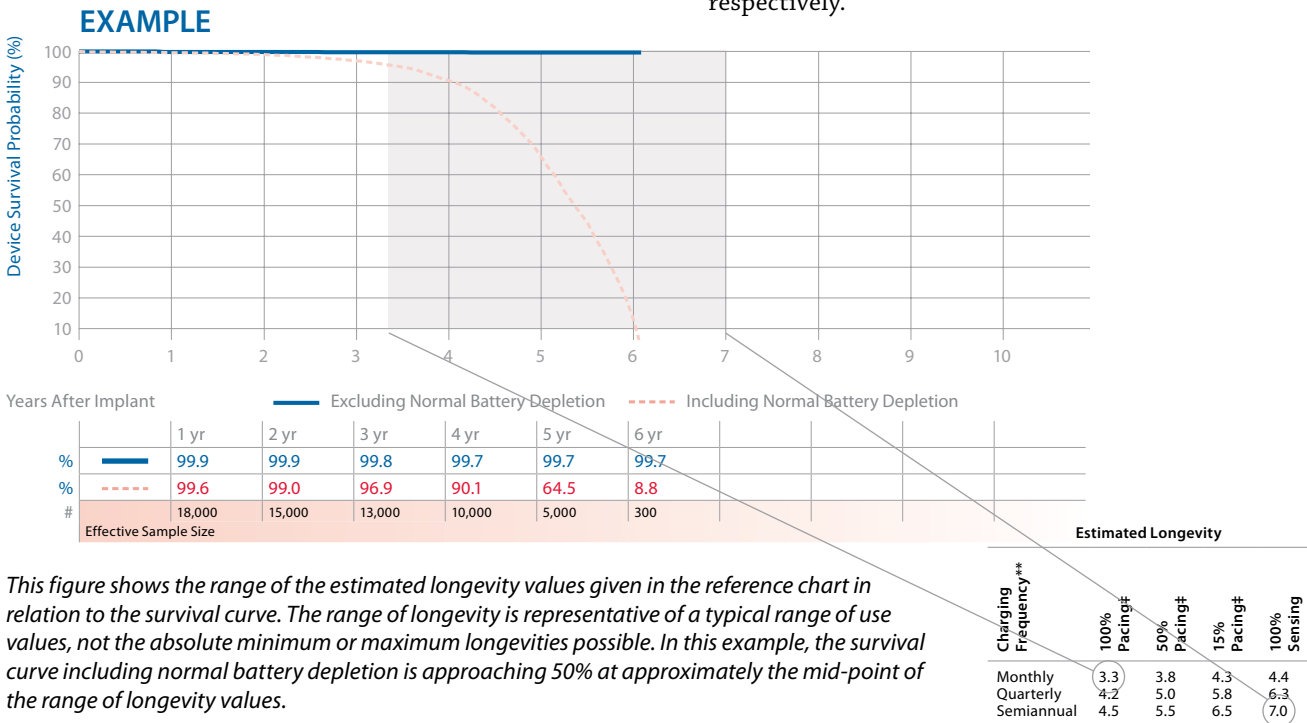 respectively.
EXAMPLE
Device Survival Probability (%)
100
90
80
70
60
50
40
30
20
10
0 1 2 3 4 5 6 7 8 9 10
Years After Implant Excluding Normal Battery Depletion Including Normal Battery Depletion
1 yr 2 yr 3 yr 4 yr 5 yr 6 yr
% 99.9 99.9 99.8 99.7 99.7 99.7
% 99.6 99.0 96.9 90.1 64.5 8.8
# 18,000 15,000 13,000 10,000 5,000 300
Effective Sample Size
This figure shows the range of the estimated longevity values given in the reference chart in
relation to the survival curve. The range of longevity is representative of a typical range of use
values, not the absolute minimum or maximum longevities possible. In this example, the survival
curve including normal battery depletion is approaching 50% at approximately the mid-point of
the range of longevity values.
Estimated Longevity
Charging
Frequency**
100%
Pacing‡
50%
Pacing‡
15%
Pacing‡
100%
Sensing
Monthly 3.3 3.8 4.3 4.4
Quarterly 4.2 5.0 5.8 6.3
Semiannual 4.5 5.5 6.5 7.0